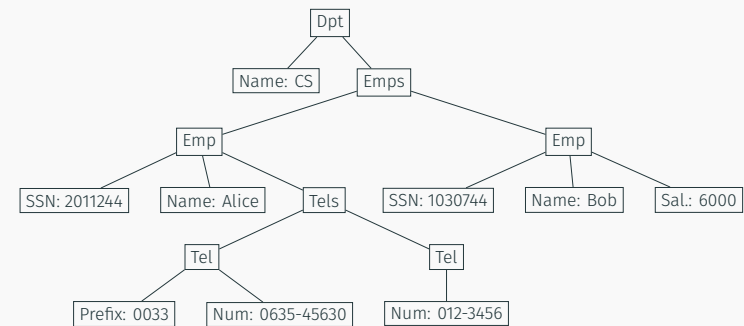 Dpt
Name: CS
Emps
Emp
Emp
SSN: 2011244
Name: Alice
Tels
SSN: 1030744
Name: Bob
Sal.: 6000
Tel
Tel
Prefix: 0033
Num: 0635-45630
Num: 012-3456